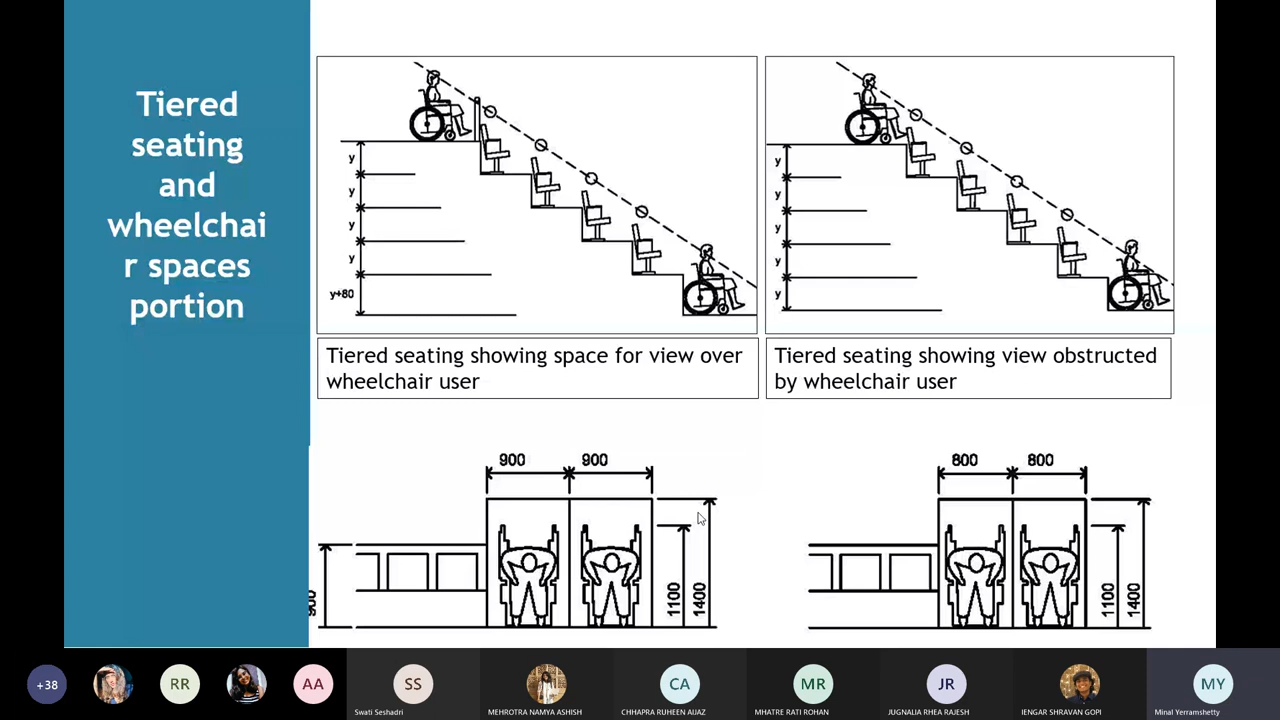 Tiered
seating
and
wheelchai
r spaces
portion
y
y
y
y
y+80
y
y
y
y
y
Tiered seating showing space for view over
wheelchair user
Tiered seating showing view obstructed
by wheelchair user
900
900
900
1100
1400
800
800
1100
1400
+38
RR
AA
SS
CA
MR
JR
MY
Swati Seshadri
MEHROTRA NAMYA ASHISH
CHHAPRA RUHEEN AIJAZ
MHATRE RATI ROHAN
JUGNALIA RHEA RAJESH
IENGAR SHRAVAN GOPI
Minal Yerramshetty